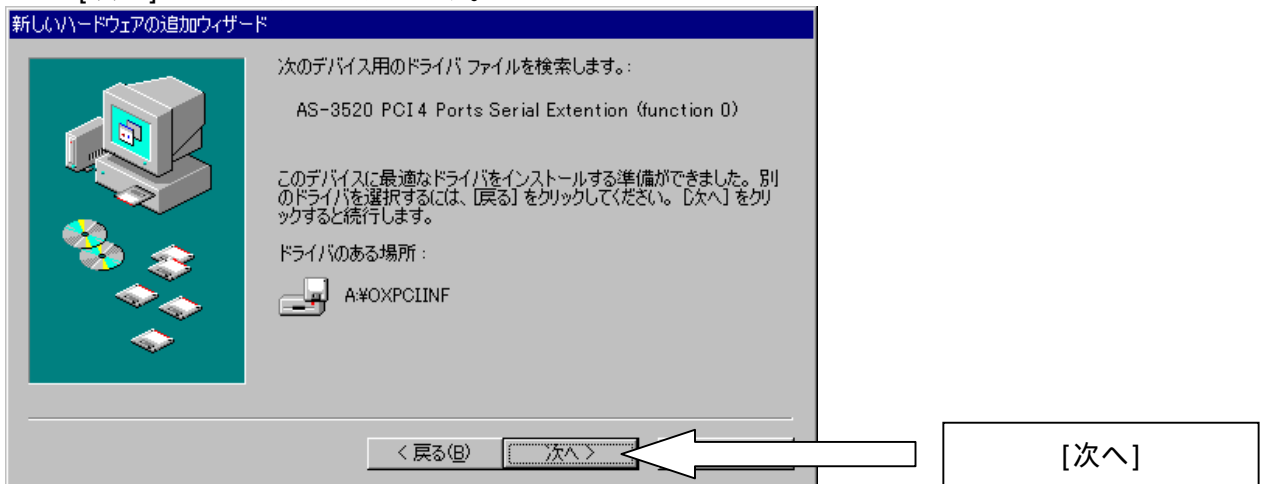 新しいハードウェアの追加ウィザード
次のデバイス用のドライバ ファイルを検索します。:
AS-3520 PCI 4 Ports Serial Extention (function 0)
このデバイスに最適なドライバをインストールする準備ができました。別
のドライバを選択するには、[戻る] をクリックしてください。[次へ] をクリ
ックすると続行します。
ドライバのある場所 :
A:¥OXPCIINF
< 戻る(B)
次へ >
[次へ]